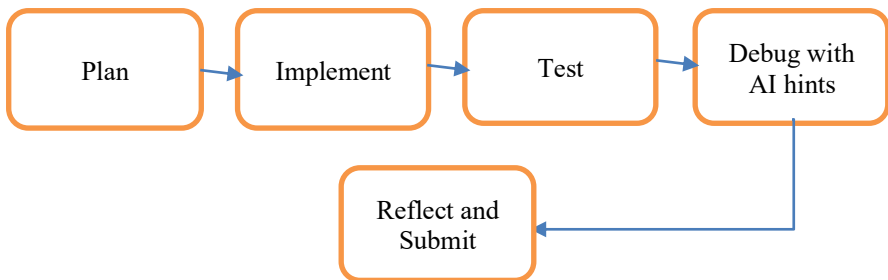 Plan
Implement
Test
Debug with
AI hints
Reflect and
Submit